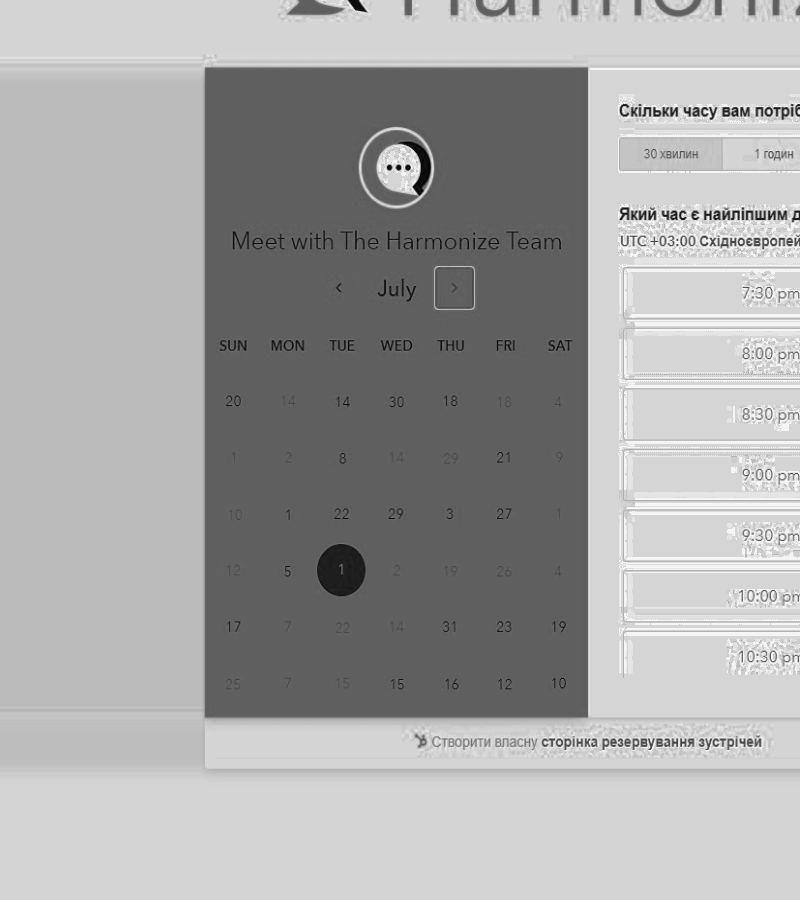 Harmoniz
Meet with The Harmonize Team
July
SUN MON TUE WED THU FRI SAT
20 14 14 30 18 18 4
1 2 8 14 29 21 9
10 1 22 29 3 27 1
12 5 1 2 19 26 4
17 7 22 14 31 23 19
25 7 15 15 16 12 10
Скільки часу вам потріб
30 хвилин 1 годин
Який час є найліпшим д
UTC +03:00 Східноєвропей
7:30 pm
8:00 pm
8:30 pm
9:00 pm
9:30 pm
10:00 pm
10:30 pm
Створити власну сторінка резервування зустрічей